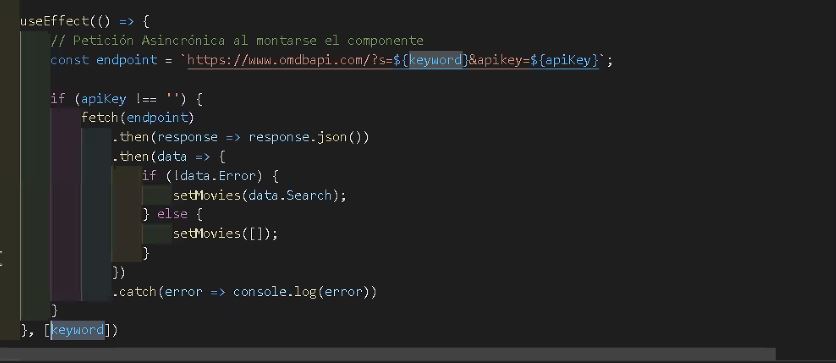 useEffect(() => {
// Petición Asincrónica al montarse el componente
const endpoint = `https://www.omdbapi.com/?s=${keyword}&apikey=${apiKey}`;
if (apiKey !== '') {
fetch(endpoint)
.then(response => response.json())
.then(data => {
if (!data.Error) {
setMovies(data.Search);
} else {
setMovies([]);
}
})
.catch(error => console.log(error))
}
}, [keyword])